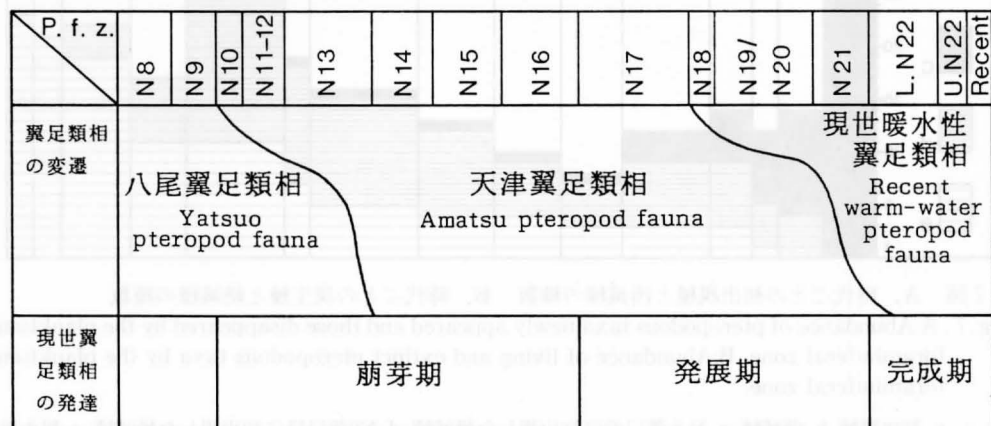 P. f. z.
N8
N9
N10
N11-12
N13
N14
N15
N16
N17
N18
N19/
N20
N21
L.N22
U.N22
Recent
翼足類相
の変遷
八尾翼足類相
Yatsuo
pteropod fauna
天津翼足類相
Amatsu pteropod fauna
現世暖水性
翼足類相
Recent
warm-water
pteropod
fauna
現世翼
足類相
の発達
萠芽期
発展期
完成期